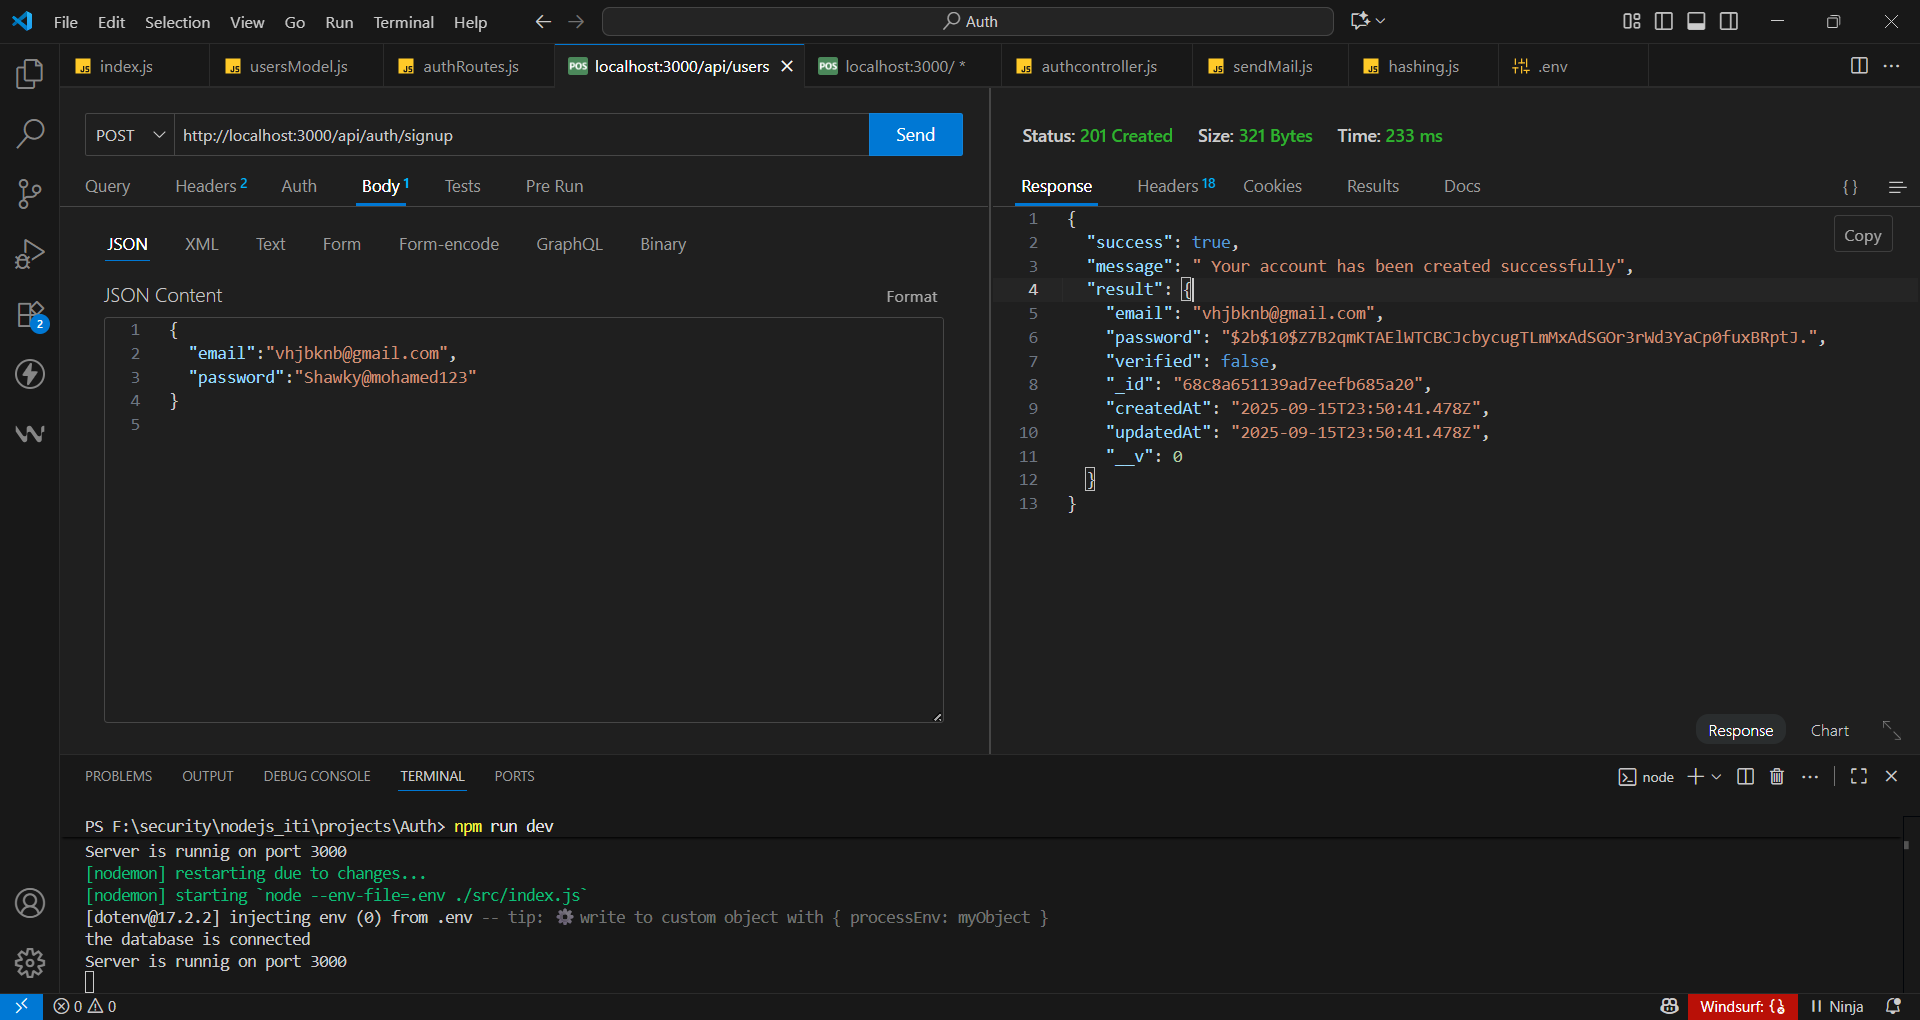 File Edit Selection View Go Run Terminal Help Auth
index.js usersModel.js authRoutes.js POS localhost:3000/api/users POS localhost:3000/ * authcontroller.js sendMail.js hashing.js .env
POST http://localhost:3000/api/auth/signup Send
Query Headers 2 Auth Body 1 Tests Pre Run
JSON XML Text Form Form-encode GraphQL Binary
JSON Content Format
1 {
2 "email":"vhjbknb@gmail.com",
3 "password":"Shawky@mohamed123"
4 }
5
Status: 201 Created Size: 321 Bytes Time: 233 ms
Response Headers 18 Cookies Results Docs {}
Copy
1 {
2 "success": true,
3 "message": " Your account has been created successfully",
4 "result": {
5 "email": "vhjbknb@gmail.com",
6 "password": "$2b$10$Z7B2qmKTAElWTCBCJcbycugTLmMxAdSGOr3rWd3YaCp0fuxBRptJ.",
7 "verified": false,
8 "_id": "68c8a651139ad7eefb685a20",
9 "createdAt": "2025-09-15T23:50:41.478Z",
10 "updatedAt": "2025-09-15T23:50:41.478Z",
11 "__v": 0
12 }
13 }
Response Chart
2
PROBLEMS OUTPUT DEBUG CONSOLE TERMINAL PORTS node
PS F:\security\nodejs_iti\projects\Auth> npm run dev
Server is runnig on port 3000
[nodemon] restarting due to changes...
[nodemon] starting `node --env-file=.env ./src/index.js`
[dotenv@17.2.2] injecting env (0) from .env -- tip: ⚙️ write to custom object with { processEnv: myObject }
the database is connected
Server is runnig on port 3000
0 0 Windsurf: {} Ninja